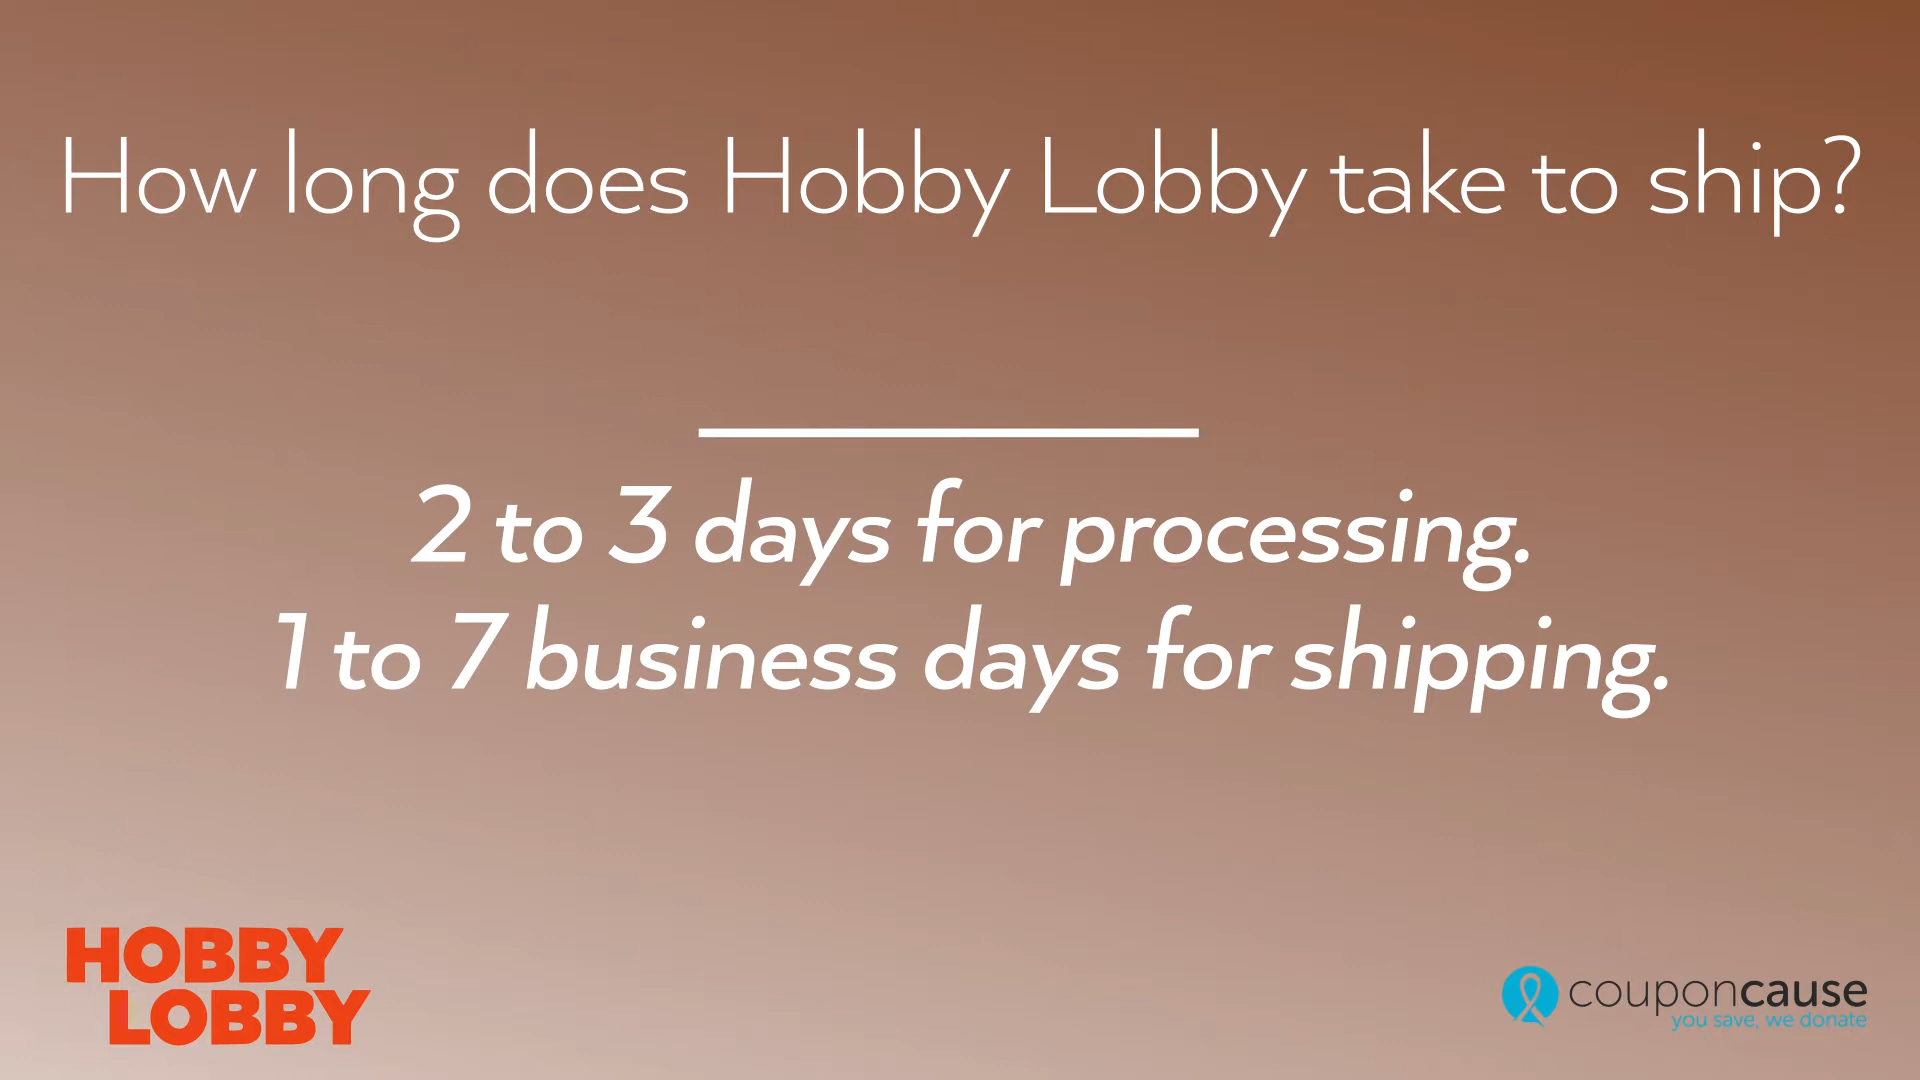 How long does Hobby Lobby take to ship?
2 to 3 days for processing.
1 to 7 business days for shipping.
HOBBY
LOBBY
couponcause
you save, we donate